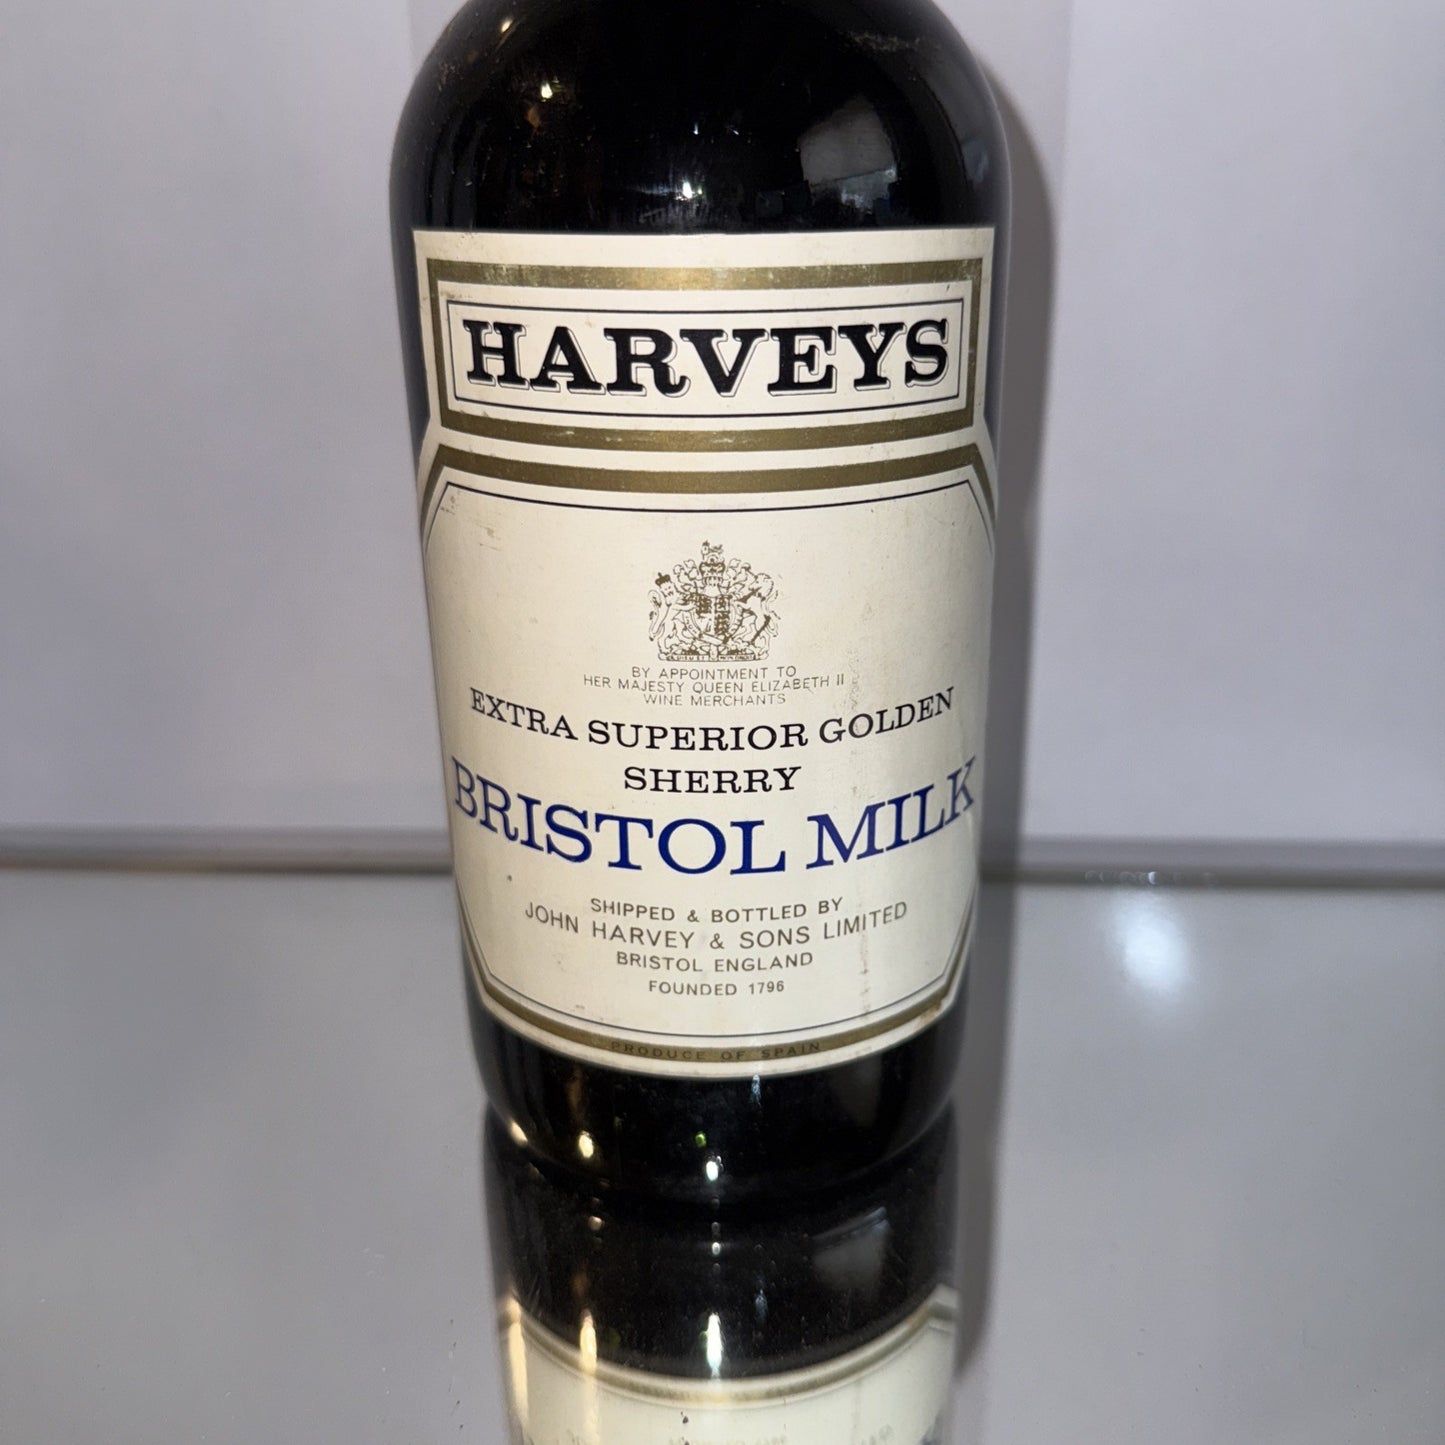 HARVEYS
BY APPOINTMENT TO
HER MAJESTY QUEEN ELIZABETH II
WINE MERCHANTS
EXTRA SUPERIOR GOLDEN
SHERRY
BRISTOL MILK
SHIPPED & BOTTLED BY
JOHN HARVEY & SONS LIMITED
BRISTOL ENGLAND
FOUNDED 1796
PRODUCE OF SPAIN